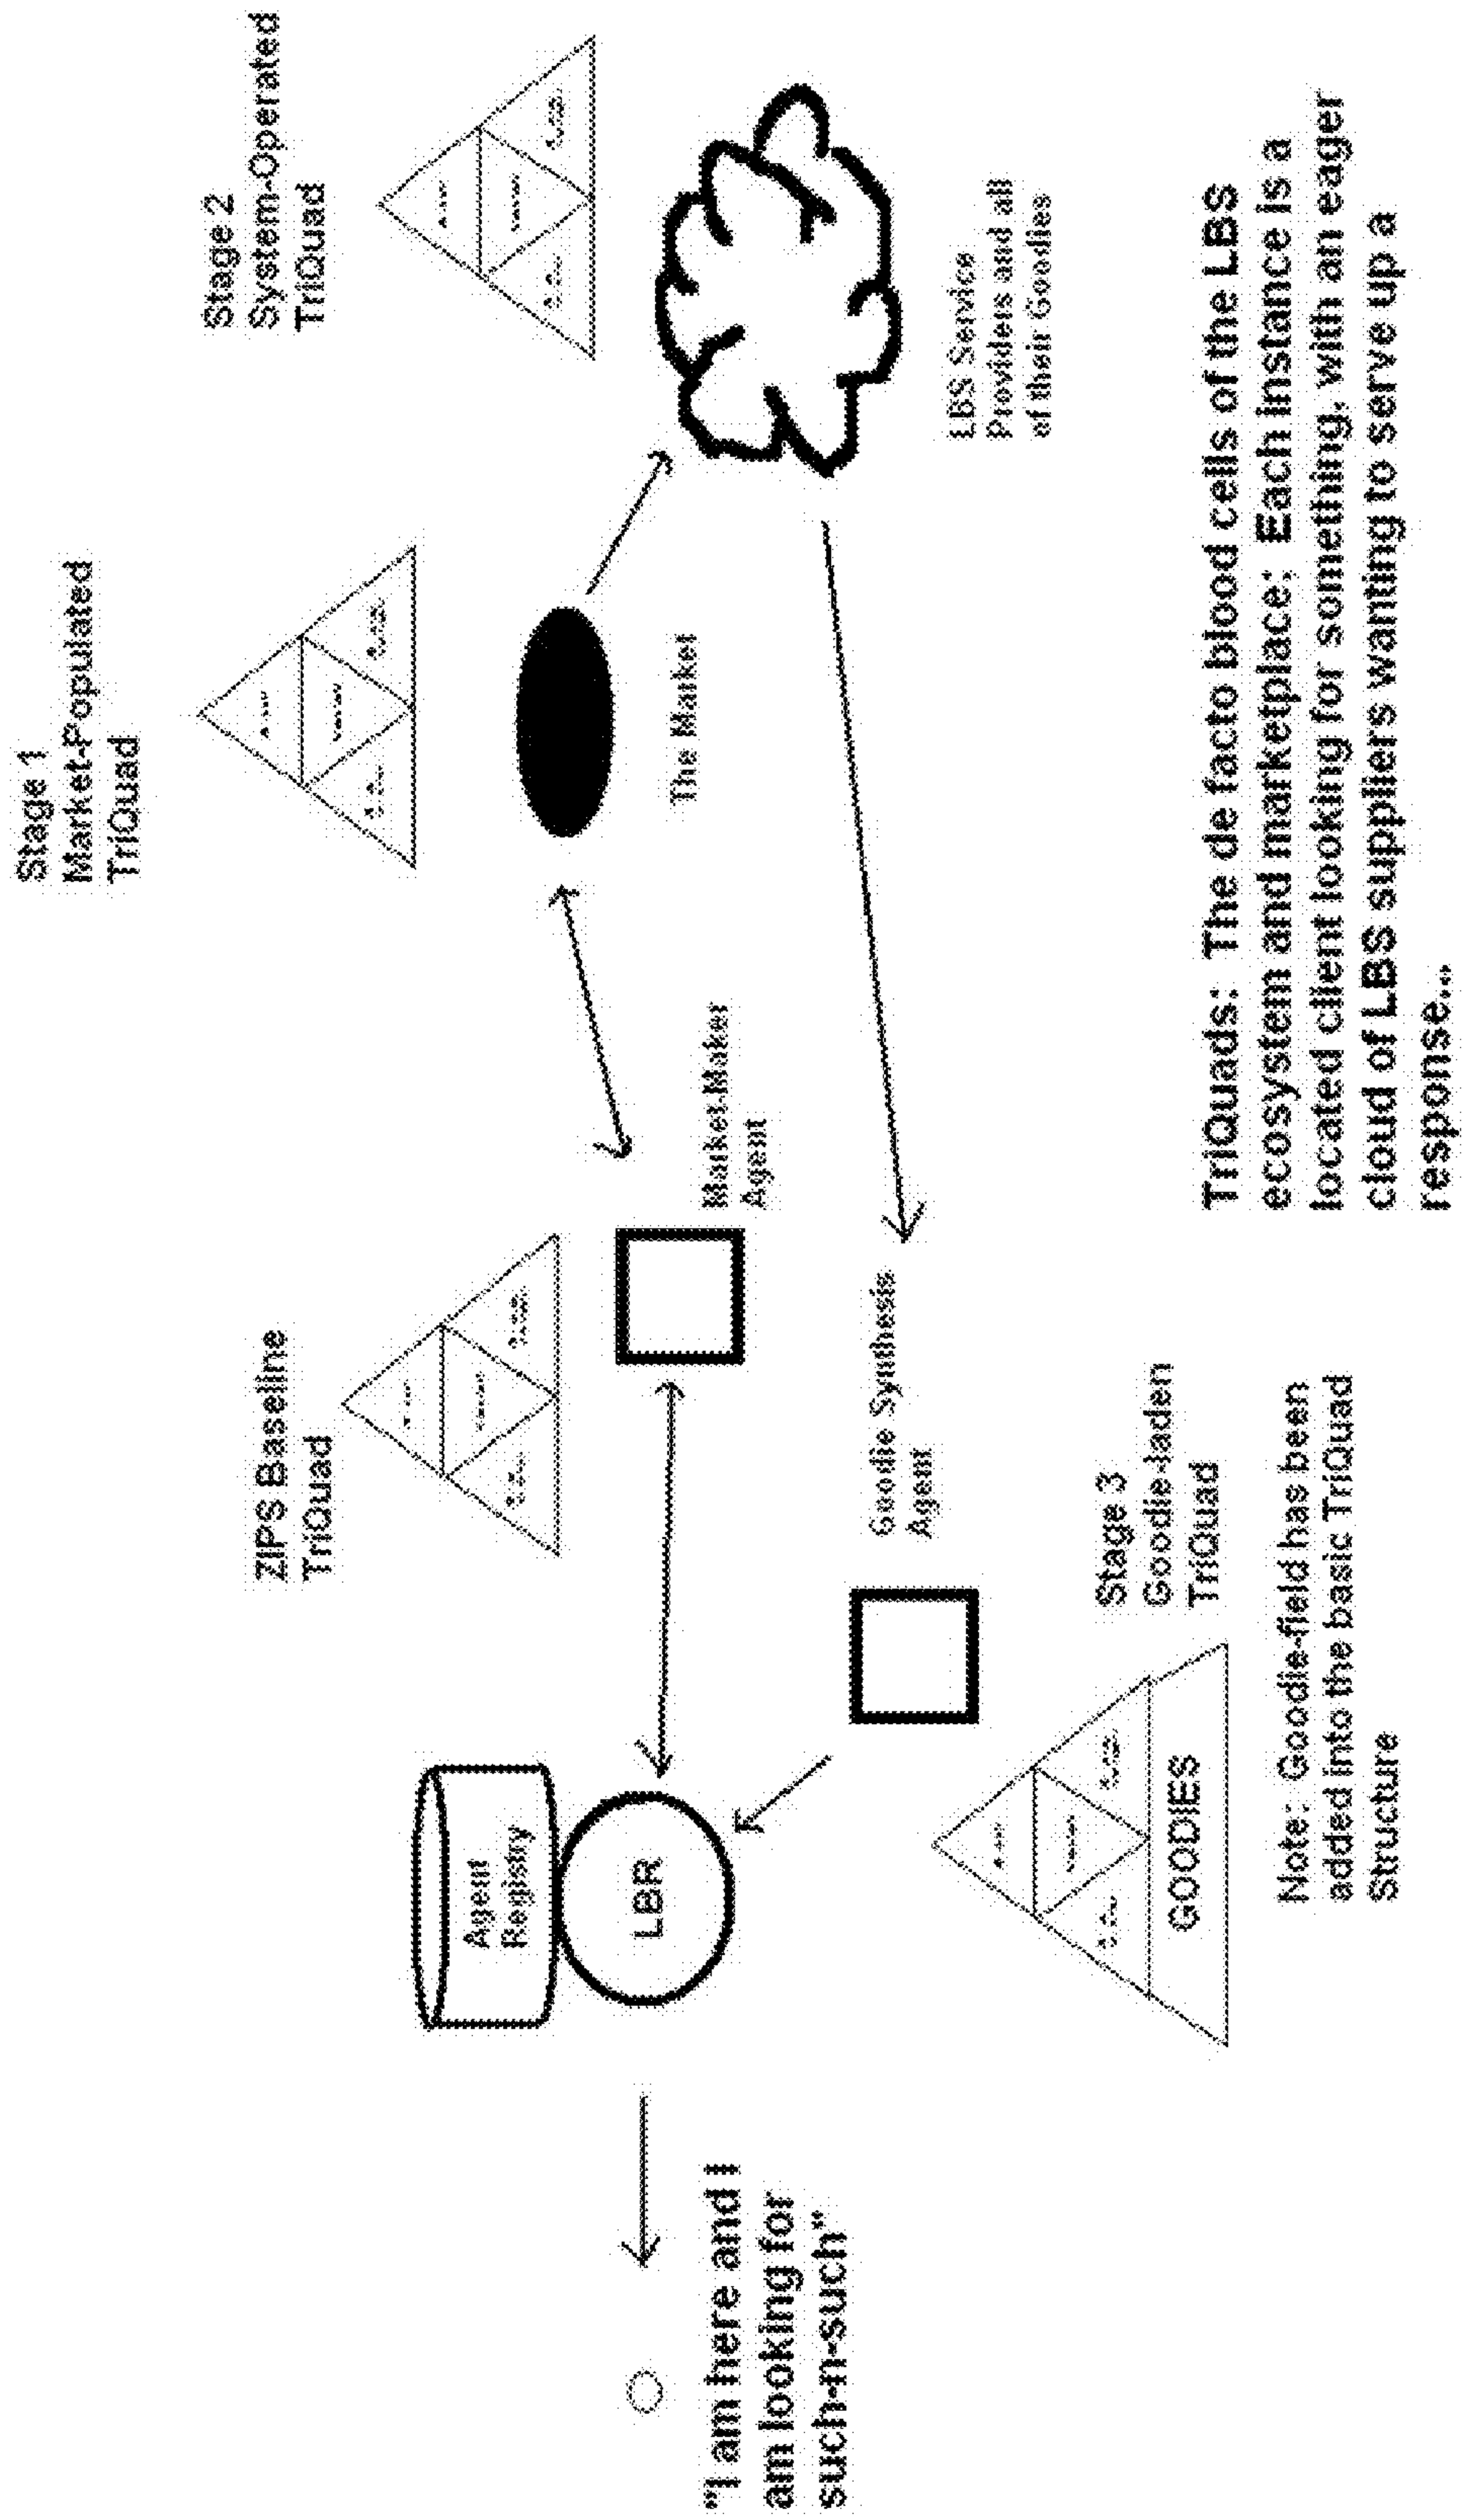 Stage 1
Market-Populated
TriQuad
Stage 2
System-Operated
TriQuad
ZIPS Baseline
TriQuad
Agent
Registry
LBR
Market-Maker
Agent
The Market
LBS Service
Providers and all
of their Goodies
"I am here and I
am looking for
such-n-such"
Goodie Synthesis
Agent
Stage 3
Goodie-laden
TriQuad
GOODIES
Note: Goodie-field has been
added into the basic TriQuad
Structure
TriQuads: The de facto blood cells of the LBS
ecosystem and marketplace; Each instance is a
located client looking for something, with an eager
cloud of LBS suppliers wanting to serve up a
response...